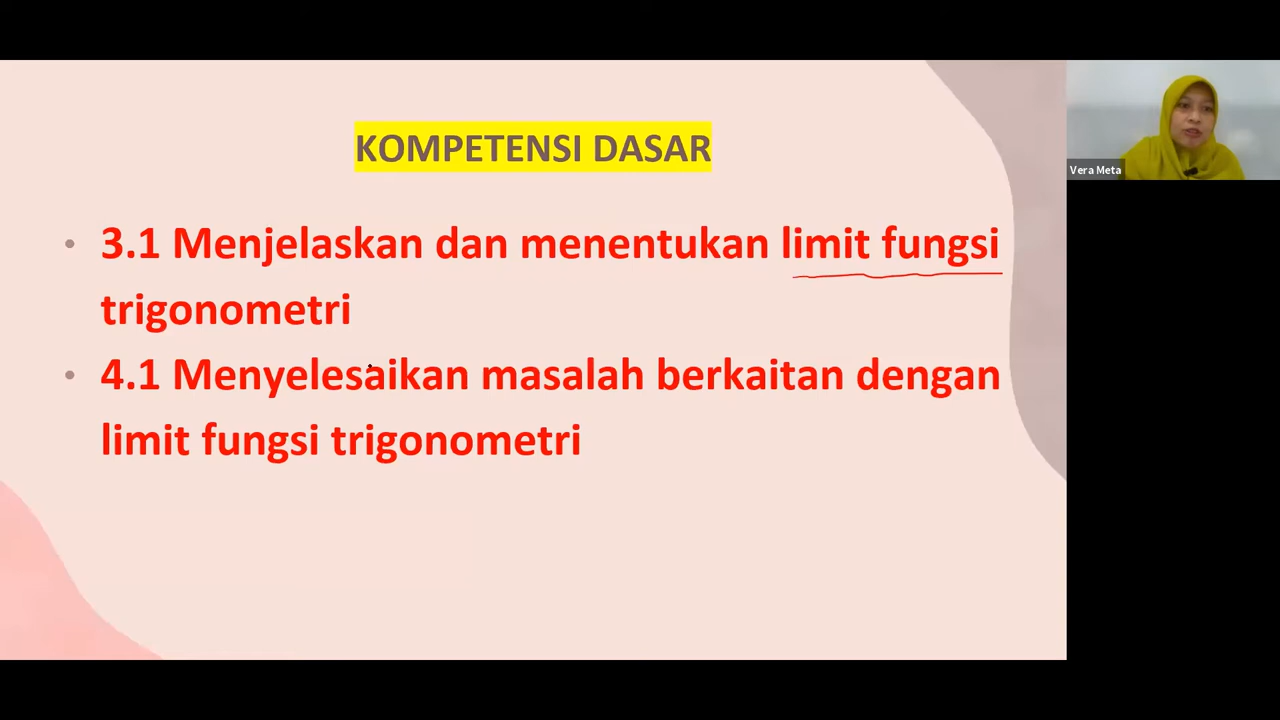 KOMPETENSI DASAR
• 3.1 Menjelaskan dan menentukan limit fungsi
trigonometri
• 4.1 Menyelesaikan masalah berkaitan dengan
limit fungsi trigonometri
Vera Meta